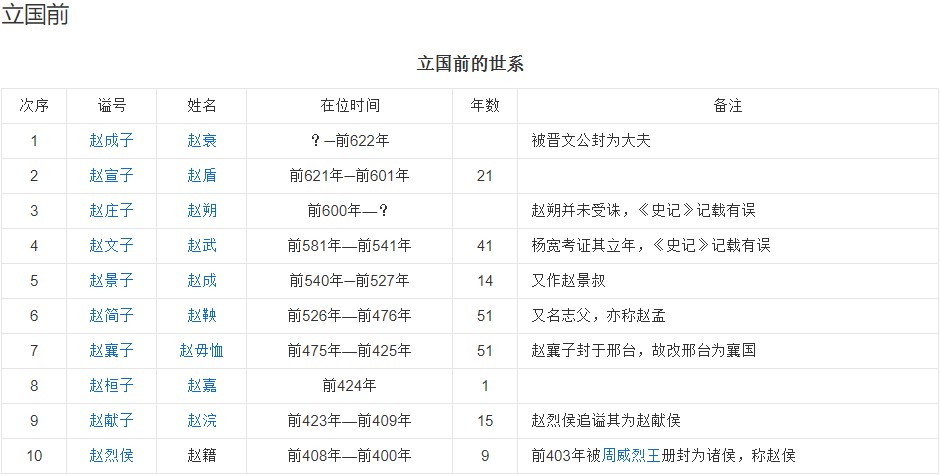 立国前
立国前的世系
次序 谥号 姓名 在位时间 年数 备注
1 赵成子 赵衰 ？─前622年 被晋文公封为大夫
2 赵宣子 赵盾 前621年─前601年 21
3 赵庄子 赵朔 前600年—？ 赵朔并未受诛，《史记》记载有误
4 赵文子 赵武 前581年—前541年 41 杨宽考证其立年，《史记》记载有误
5 赵景子 赵成 前540年─前527年 14 又作赵景叔
6 赵简子 赵鞅 前526年—前476年 51 又名志父，亦称赵孟
7 赵襄子 赵毋恤 前475年—前425年 51 赵襄子封于邢台，故改邢台为襄国
8 赵桓子 赵嘉 前424年 1
9 赵献子 赵浣 前423年—前409年 15 赵烈侯追谥其为赵献侯
10 赵烈侯 赵籍 前408年—前400年 9 前403年被周威烈王册封为诸侯，称赵侯